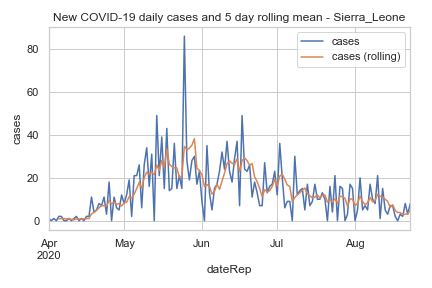 New COVID-19 daily cases and 5 day rolling mean - Sierra_Leone
cases
cases (rolling)
80
60
40
20
0
cases
Apr
2020
May
Jun
Jul
Aug
dateRep